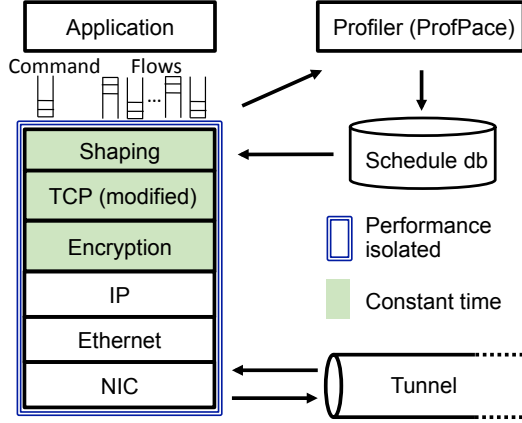 Application
Profiler (ProfPace)
Command
Flows
...
Shaping
Schedule db
TCP (modified)
Encryption
Performance
isolated
IP
Constant time
Ethernet
NIC
Tunnel